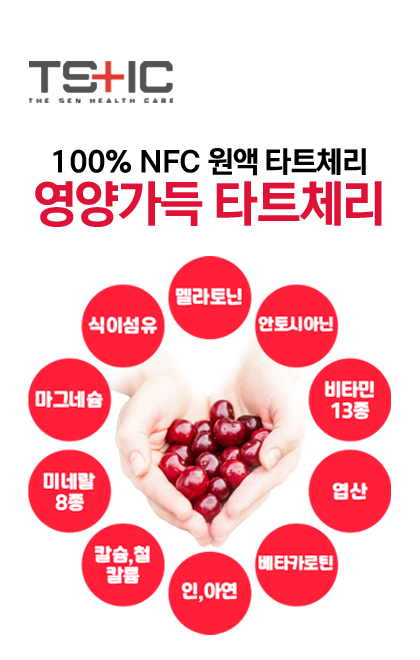 TS+IC
THE SEN HEALTH CARE
100% NFC 원액 타트체리
영양가득 타트체리
멜라토닌
안토시아닌
비타민
13종
엽산
베타카로틴
인,아연
칼슘,철
칼륨
미네랄
8종
마그네슘
식이섬유